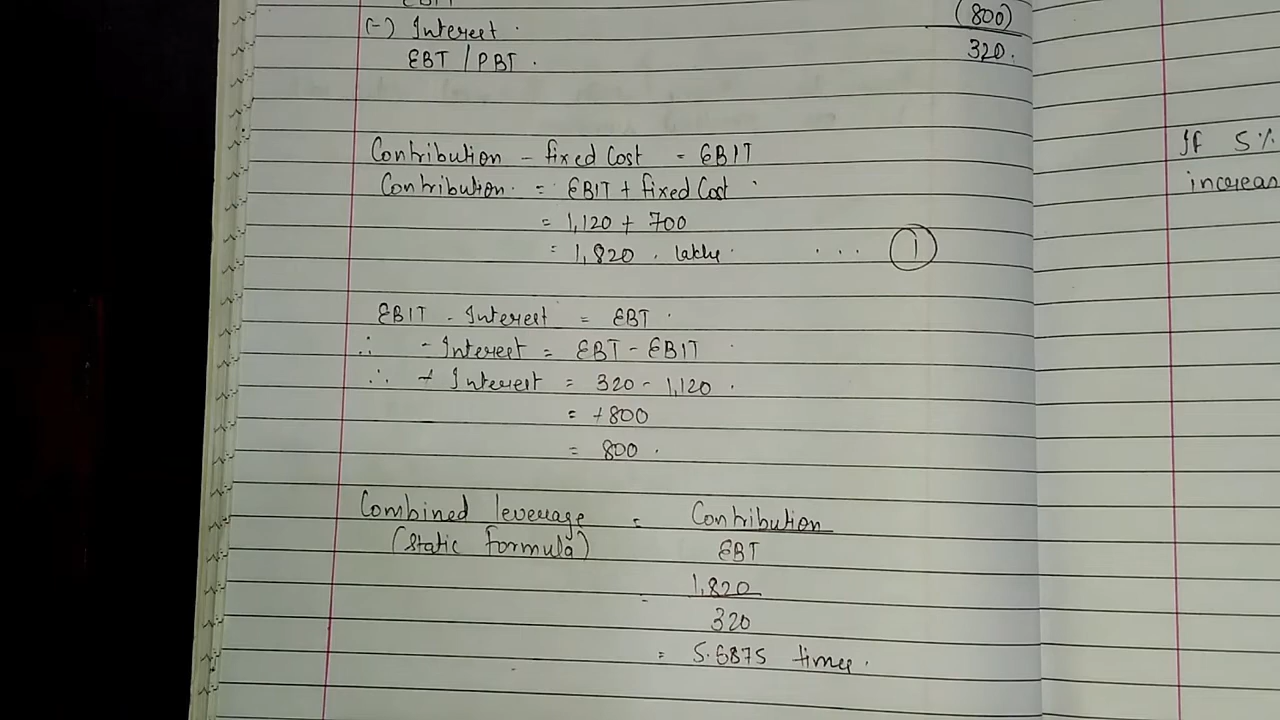 (-) Interest. (800)
EBT / PBT. 320.
Contribution - fixed Cost = EBIT
Contribution. = EBIT + fixed Cost
= 1,120 + 700
= 1,820. lakhs. ... 1
EBIT - Interest = EBT.
∴ - Interest = EBT - EBIT
∴ + Interest = 320 - 1,120.
= +800
= 800.
Combined leverage = Contribution
(static formula) EBT
= 1,820
320
= 5.6875 times.
If 5%
increas